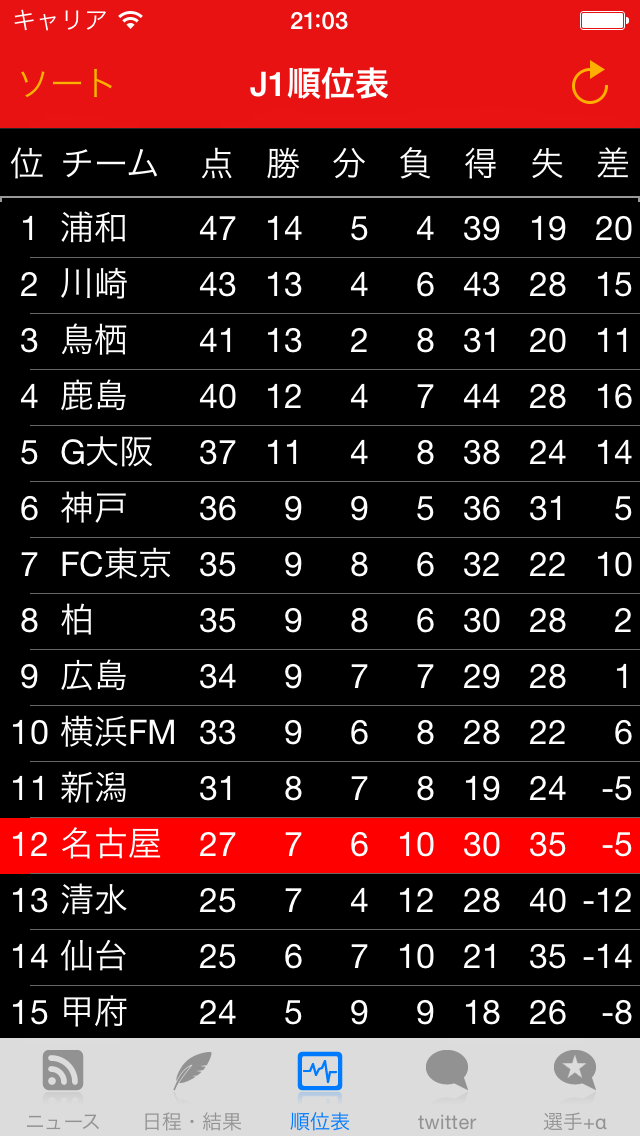 キャリア 21:03
ソート J1順位表
位 チーム 点 勝 分 負 得 失 差
1 浦和 47 14 5 4 39 19 20
2 川崎 43 13 4 6 43 28 15
3 鳥栖 41 13 2 8 31 20 11
4 鹿島 40 12 4 7 44 28 16
5 G大阪 37 11 4 8 38 24 14
6 神戸 36 9 9 5 36 31 5
7 FC東京 35 9 8 6 32 22 10
8 柏 35 9 8 6 30 28 2
9 広島 34 9 7 7 29 28 1
10 横浜FM 33 9 6 8 28 22 6
11 新潟 31 8 7 8 19 24 -5
12 名古屋 27 7 6 10 30 35 -5
13 清水 25 7 4 12 28 40 -12
14 仙台 25 6 7 10 21 35 -14
15 甲府 24 5 9 9 18 26 -8
ニュース 日程・結果 順位表 twitter 選手+α